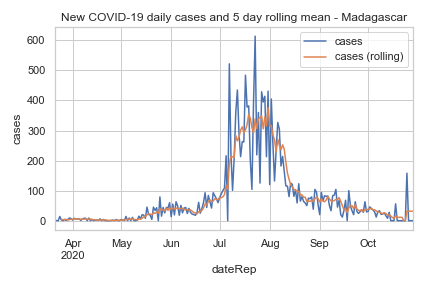 New COVID-19 daily cases and 5 day rolling mean - Madagascar
cases
cases (rolling)
600
500
400
300
200
100
0
cases
Apr
2020
May
Jun
Jul
Aug
Sep
Oct
dateRep